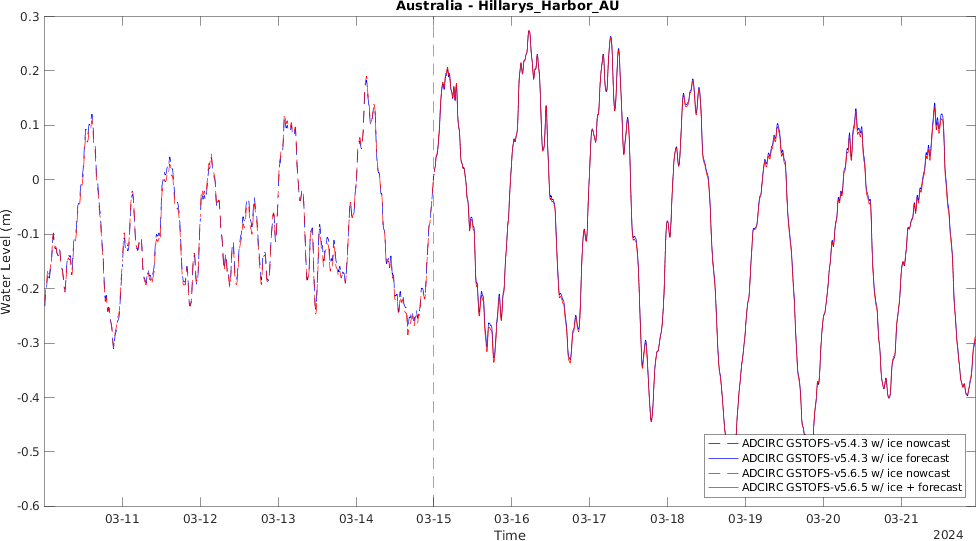 Australia - Hillarys_Harbor_AU
Water Level (m)
0.3
0.2
0.1
0
-0.1
-0.2
-0.3
-0.4
-0.5
-0.6
ADCIRC GSTOFS-v5.4.3 w/ ice nowcast
ADCIRC GSTOFS-v5.4.3 w/ ice forecast
ADCIRC GSTOFS-v5.6.5 w/ ice nowcast
ADCIRC GSTOFS-v5.6.5 w/ ice + forecast
03-11 03-12 03-13 03-14 03-15 03-16 03-17 03-18 03-19 03-20 03-21
Time
2024